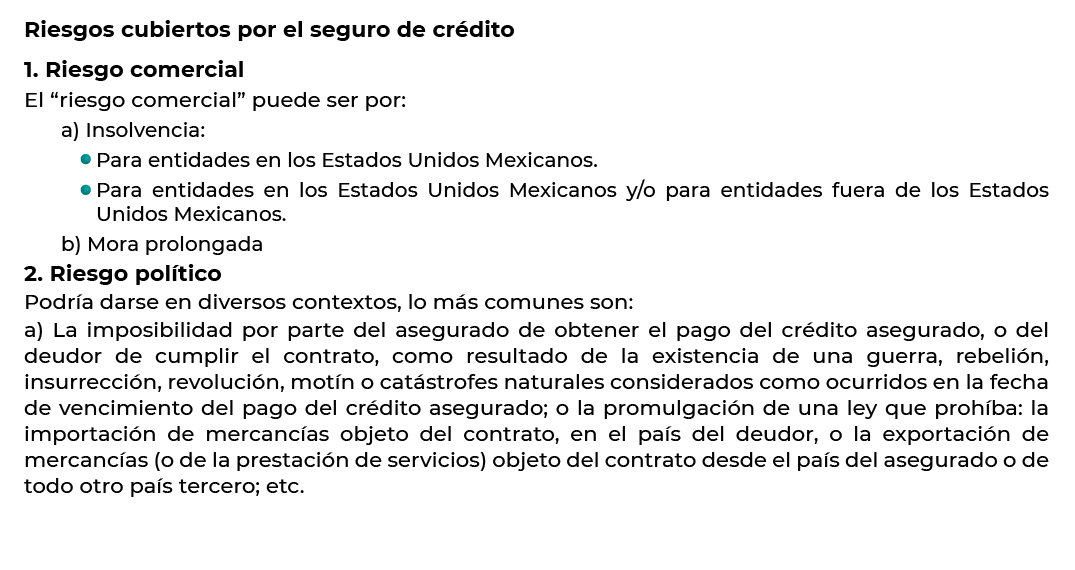 Riesgos cubiertos por el seguro de crédito
1. Riesgo comercial
El “riesgo comercial” puede ser por:
a) Insolvencia:
• Para entidades en los Estados Unidos Mexicanos.
• Para entidades en los Estados Unidos Mexicanos y/o para entidades fuera de los Estados
Unidos Mexicanos.
b) Mora prolongada
2. Riesgo político
Podría darse en diversos contextos, lo más comunes son:
a) La imposibilidad por parte del asegurado de obtener el pago del crédito asegurado, o del
deudor de cumplir el contrato, como resultado de la existencia de una guerra, rebelión,
insurrección, revolución, motín o catástrofes naturales considerados como ocurridos en la fecha
de vencimiento del pago del crédito asegurado; o la promulgación de una ley que prohíba: la
importación de mercancías objeto del contrato, en el país del deudor, o la exportación de
mercancías (o de la prestación de servicios) objeto del contrato desde el país del asegurado o de
todo otro país tercero; etc.